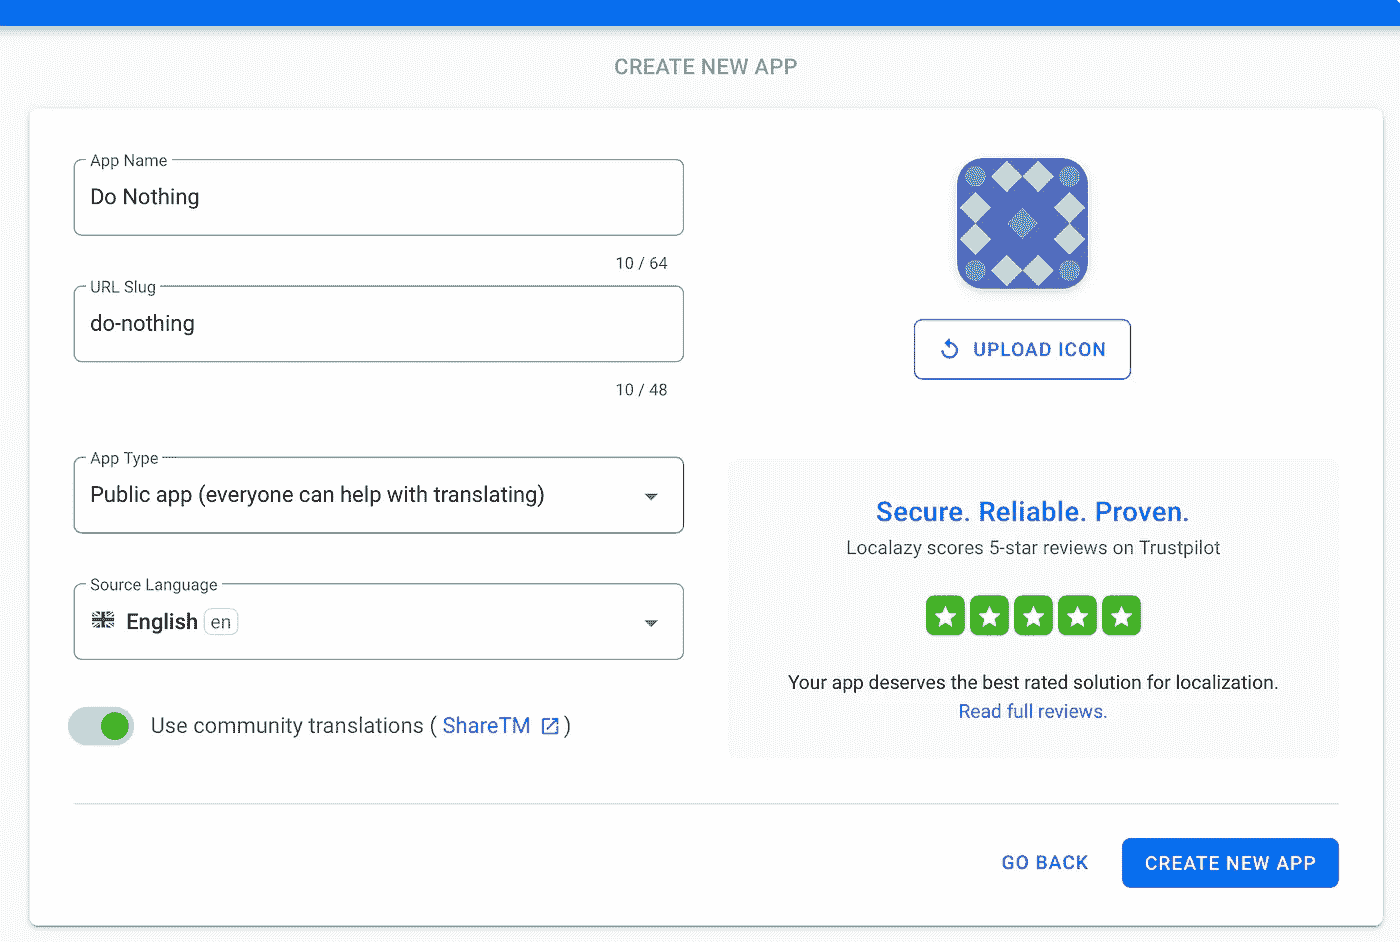 CREATE NEW APP
App Name
Do Nothing
10 / 64
URL Slug
do-nothing
10 / 48
UPLOAD ICON
App Type
Public app (everyone can help with translating)
Source Language
English en
Use community translations ( ShareTM )
Secure. Reliable. Proven.
Localazy scores 5-star reviews on Trustpilot
Your app deserves the best rated solution for localization.
Read full reviews.
GO BACK
CREATE NEW APP